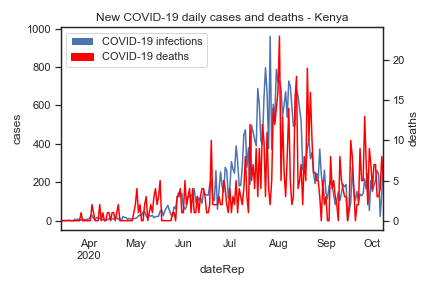 New COVID-19 daily cases and deaths - Kenya
COVID-19 infections
COVID-19 deaths
1000
800
600
400
200
0
cases
20
15
10
5
0
deaths
Apr
2020
May
Jun
Jul
Aug
Sep
Oct
dateRep